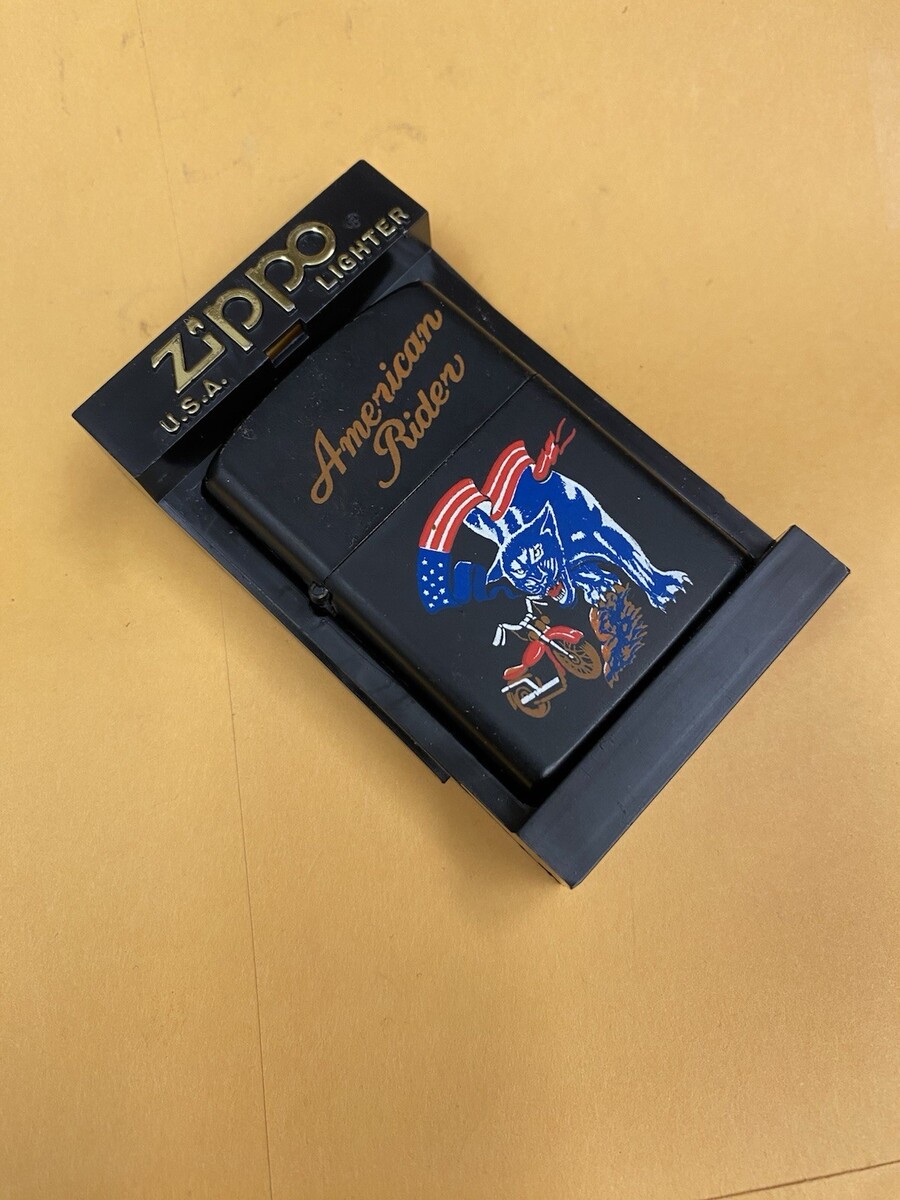 Zippo ®
U.S.A. LIGHTER
American
Rider